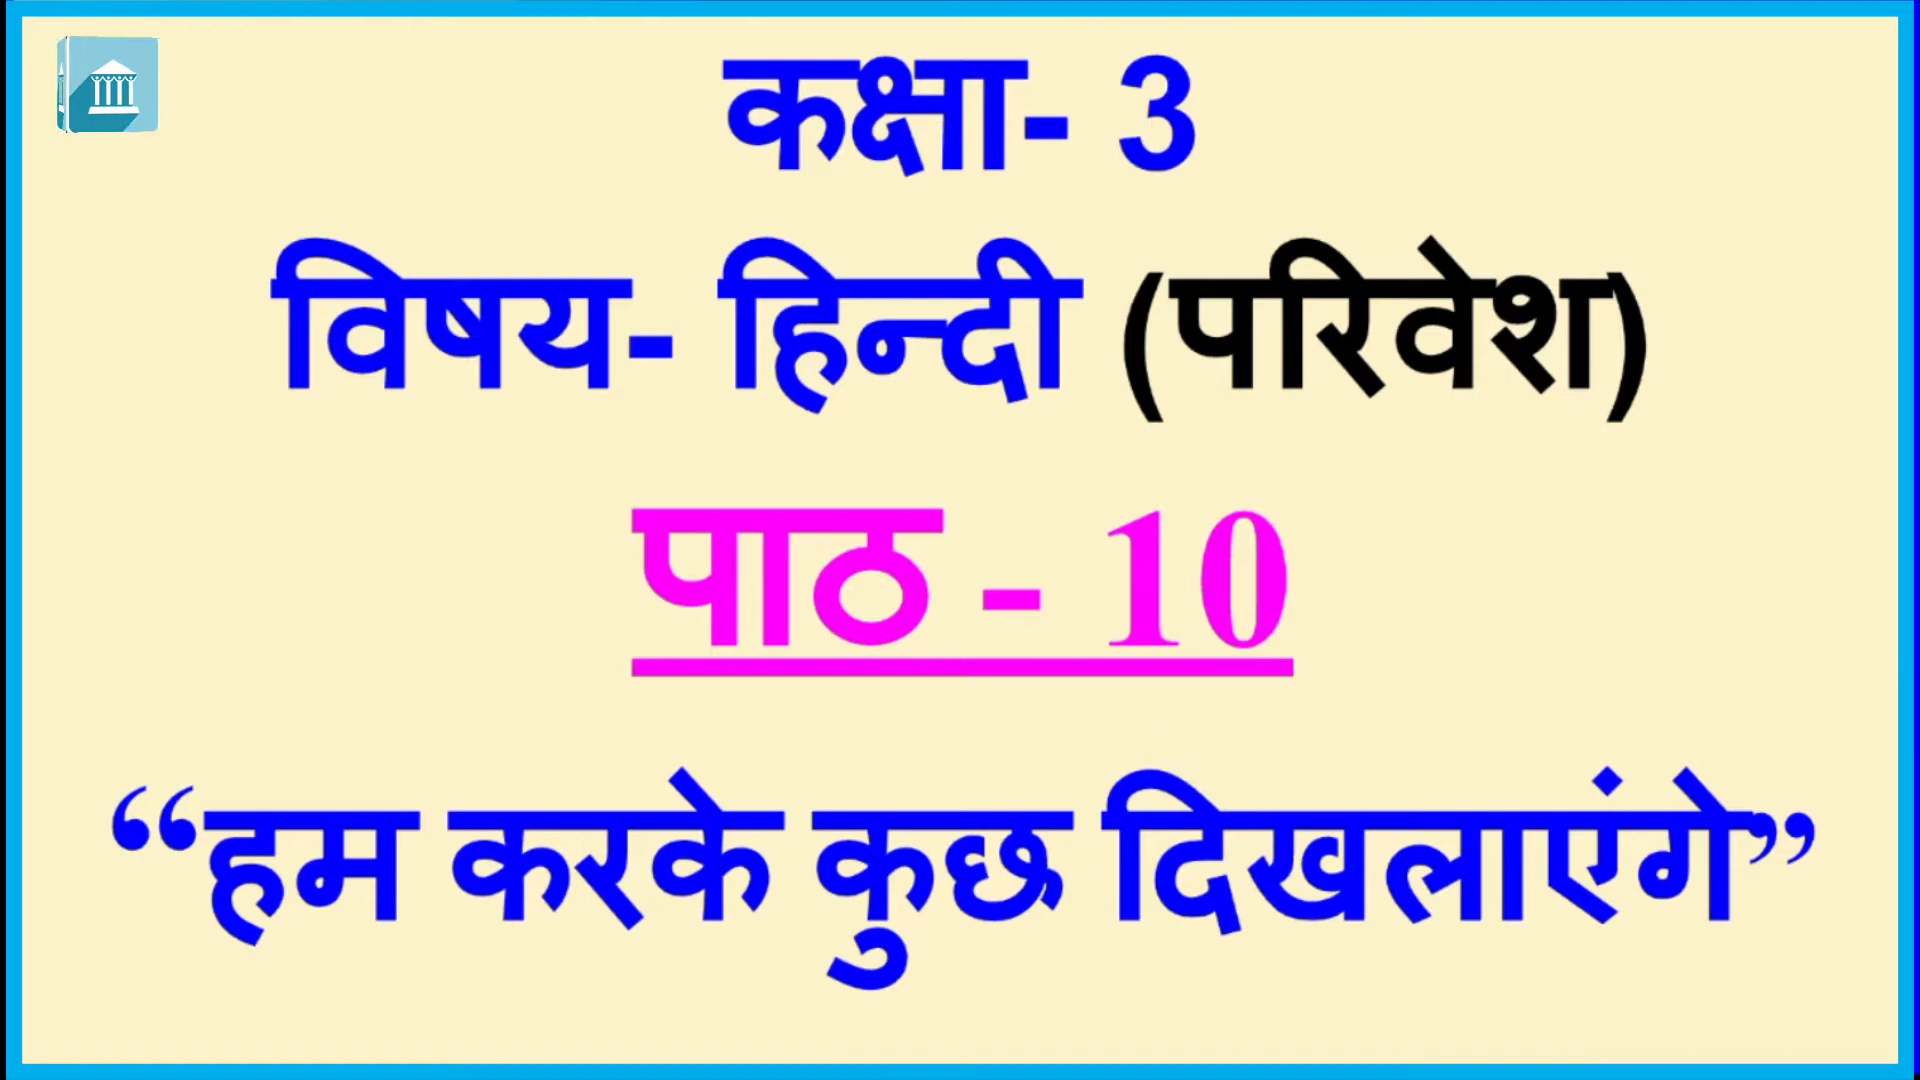 कक्षा- 3
विषय- हिन्दी (परिवेश)
पाठ - 10
“हम करके कुछ दिखलाएंगे”